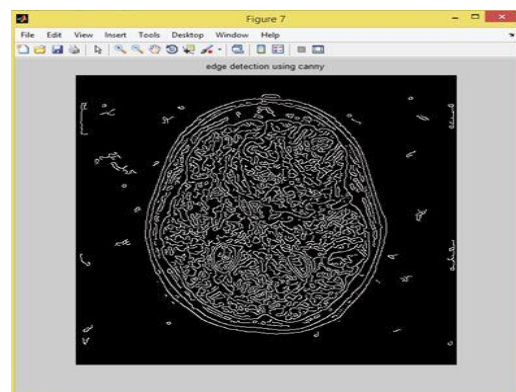 Figure 7
File Edit View Insert Tools Desktop Window Help
edge detection using canny